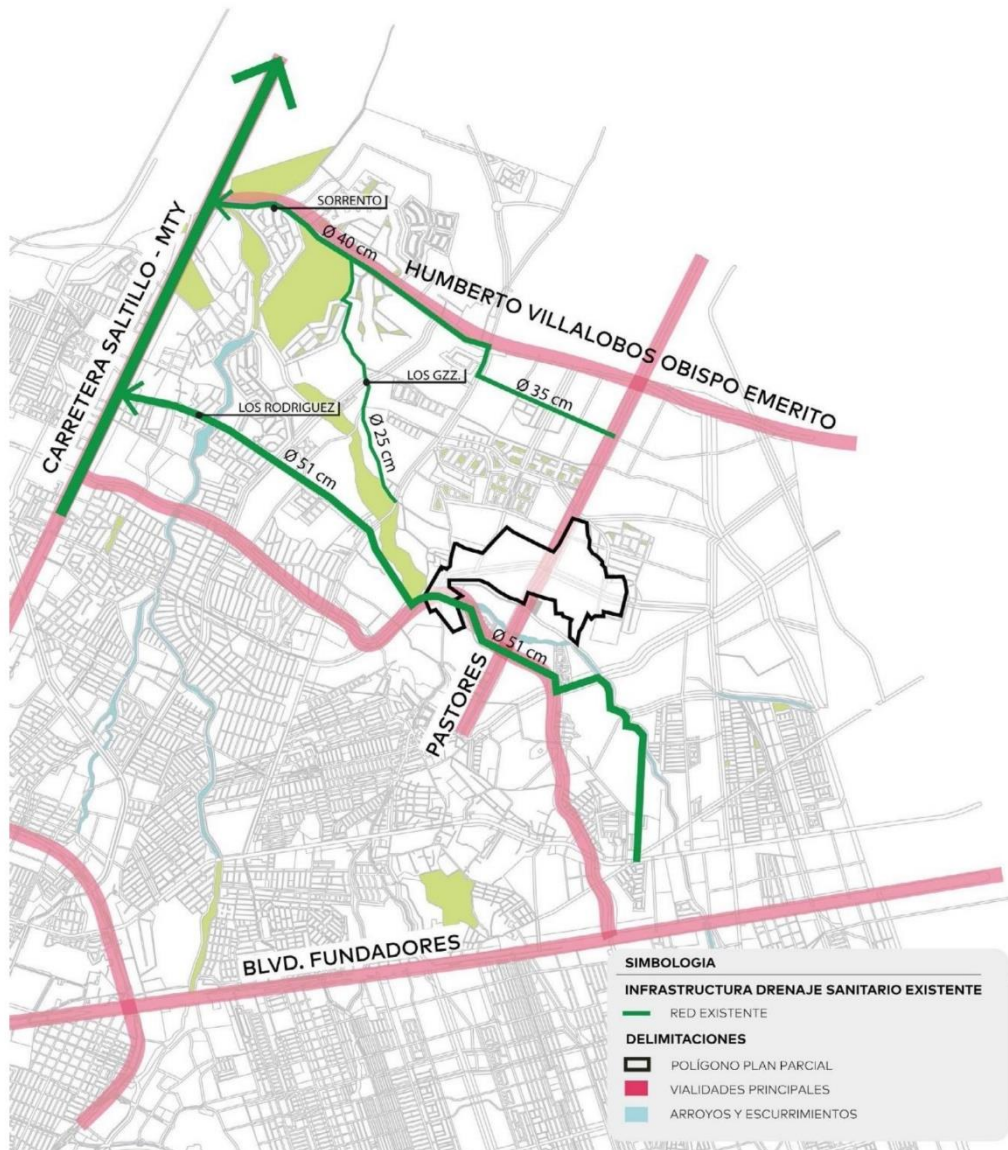 SORRENTO
Ø 40 cm
HUMBERTO VILLALOBOS OBISPO EMERITO
CARRETERA SALTILLO - MTY
LOS GZZ.
Ø 35 cm
LOS RODRIGUEZ
Ø 25 cm
Ø 51 cm
Ø 51 cm
PASTORES
BLVD. FUNDADORES
SIMBOLOGIA
INFRASTRUCTURA DRENAJE SANITARIO EXISTENTE
RED EXISTENTE
DELIMITACIONES
POLÍGONO PLAN PARCIAL
VIALIDADES PRINCIPALES
ARROYOS Y ESCURRIMIENTOS